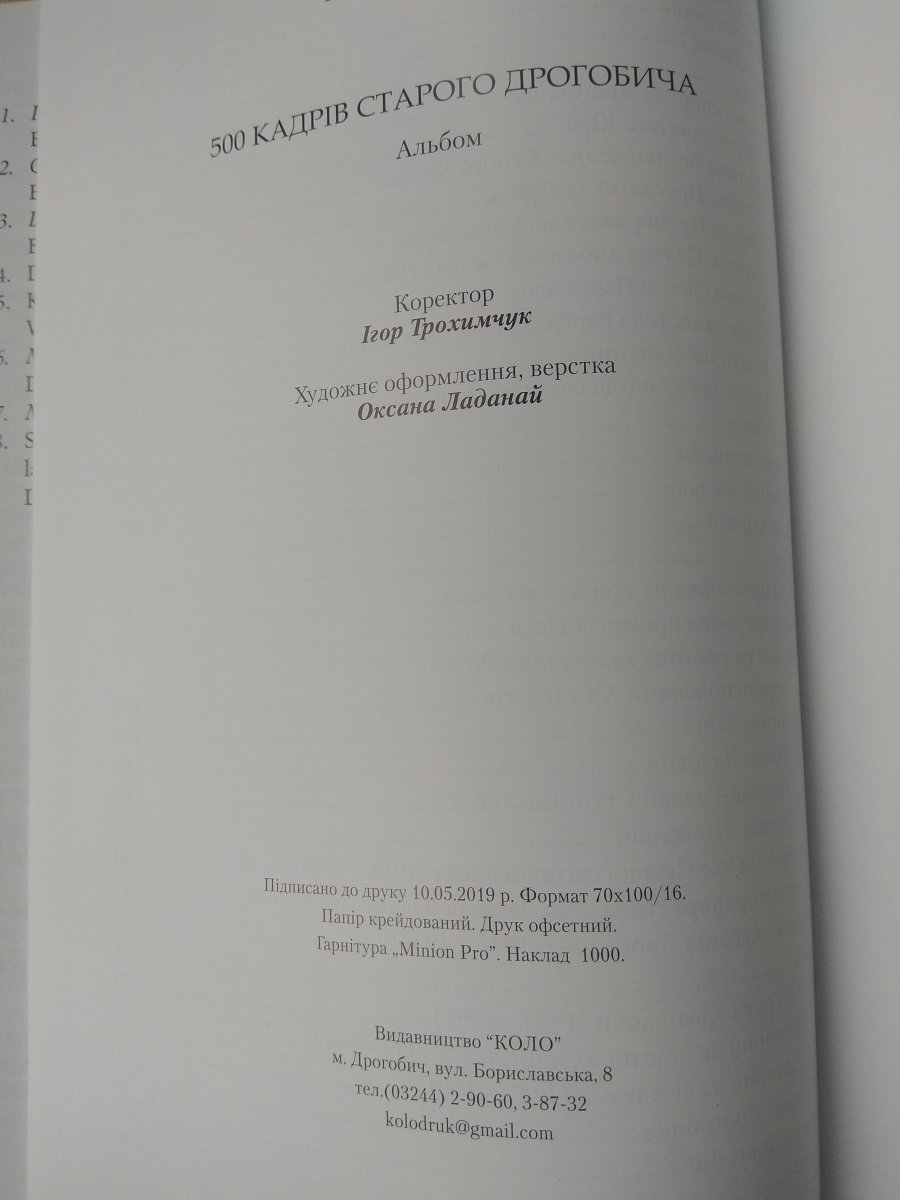 500 КАДРІВ СТАРОГО ДРОГОБИЧА
Альбом
Коректор
Ігор Трохимчук
Художнє оформлення, верстка
Оксана Ладанай
Підписано до друку 10.05.2019 р. Формат 70х100/16.
Папір крейдований. Друк офсетний.
Гарнітура „Minion Pro”. Наклад 1000.
Видавництво “КОЛО”
м. Дрогобич, вул. Бориславська, 8
тел.(03244) 2-90-60, 3-87-32
kolodruk@gmail.com